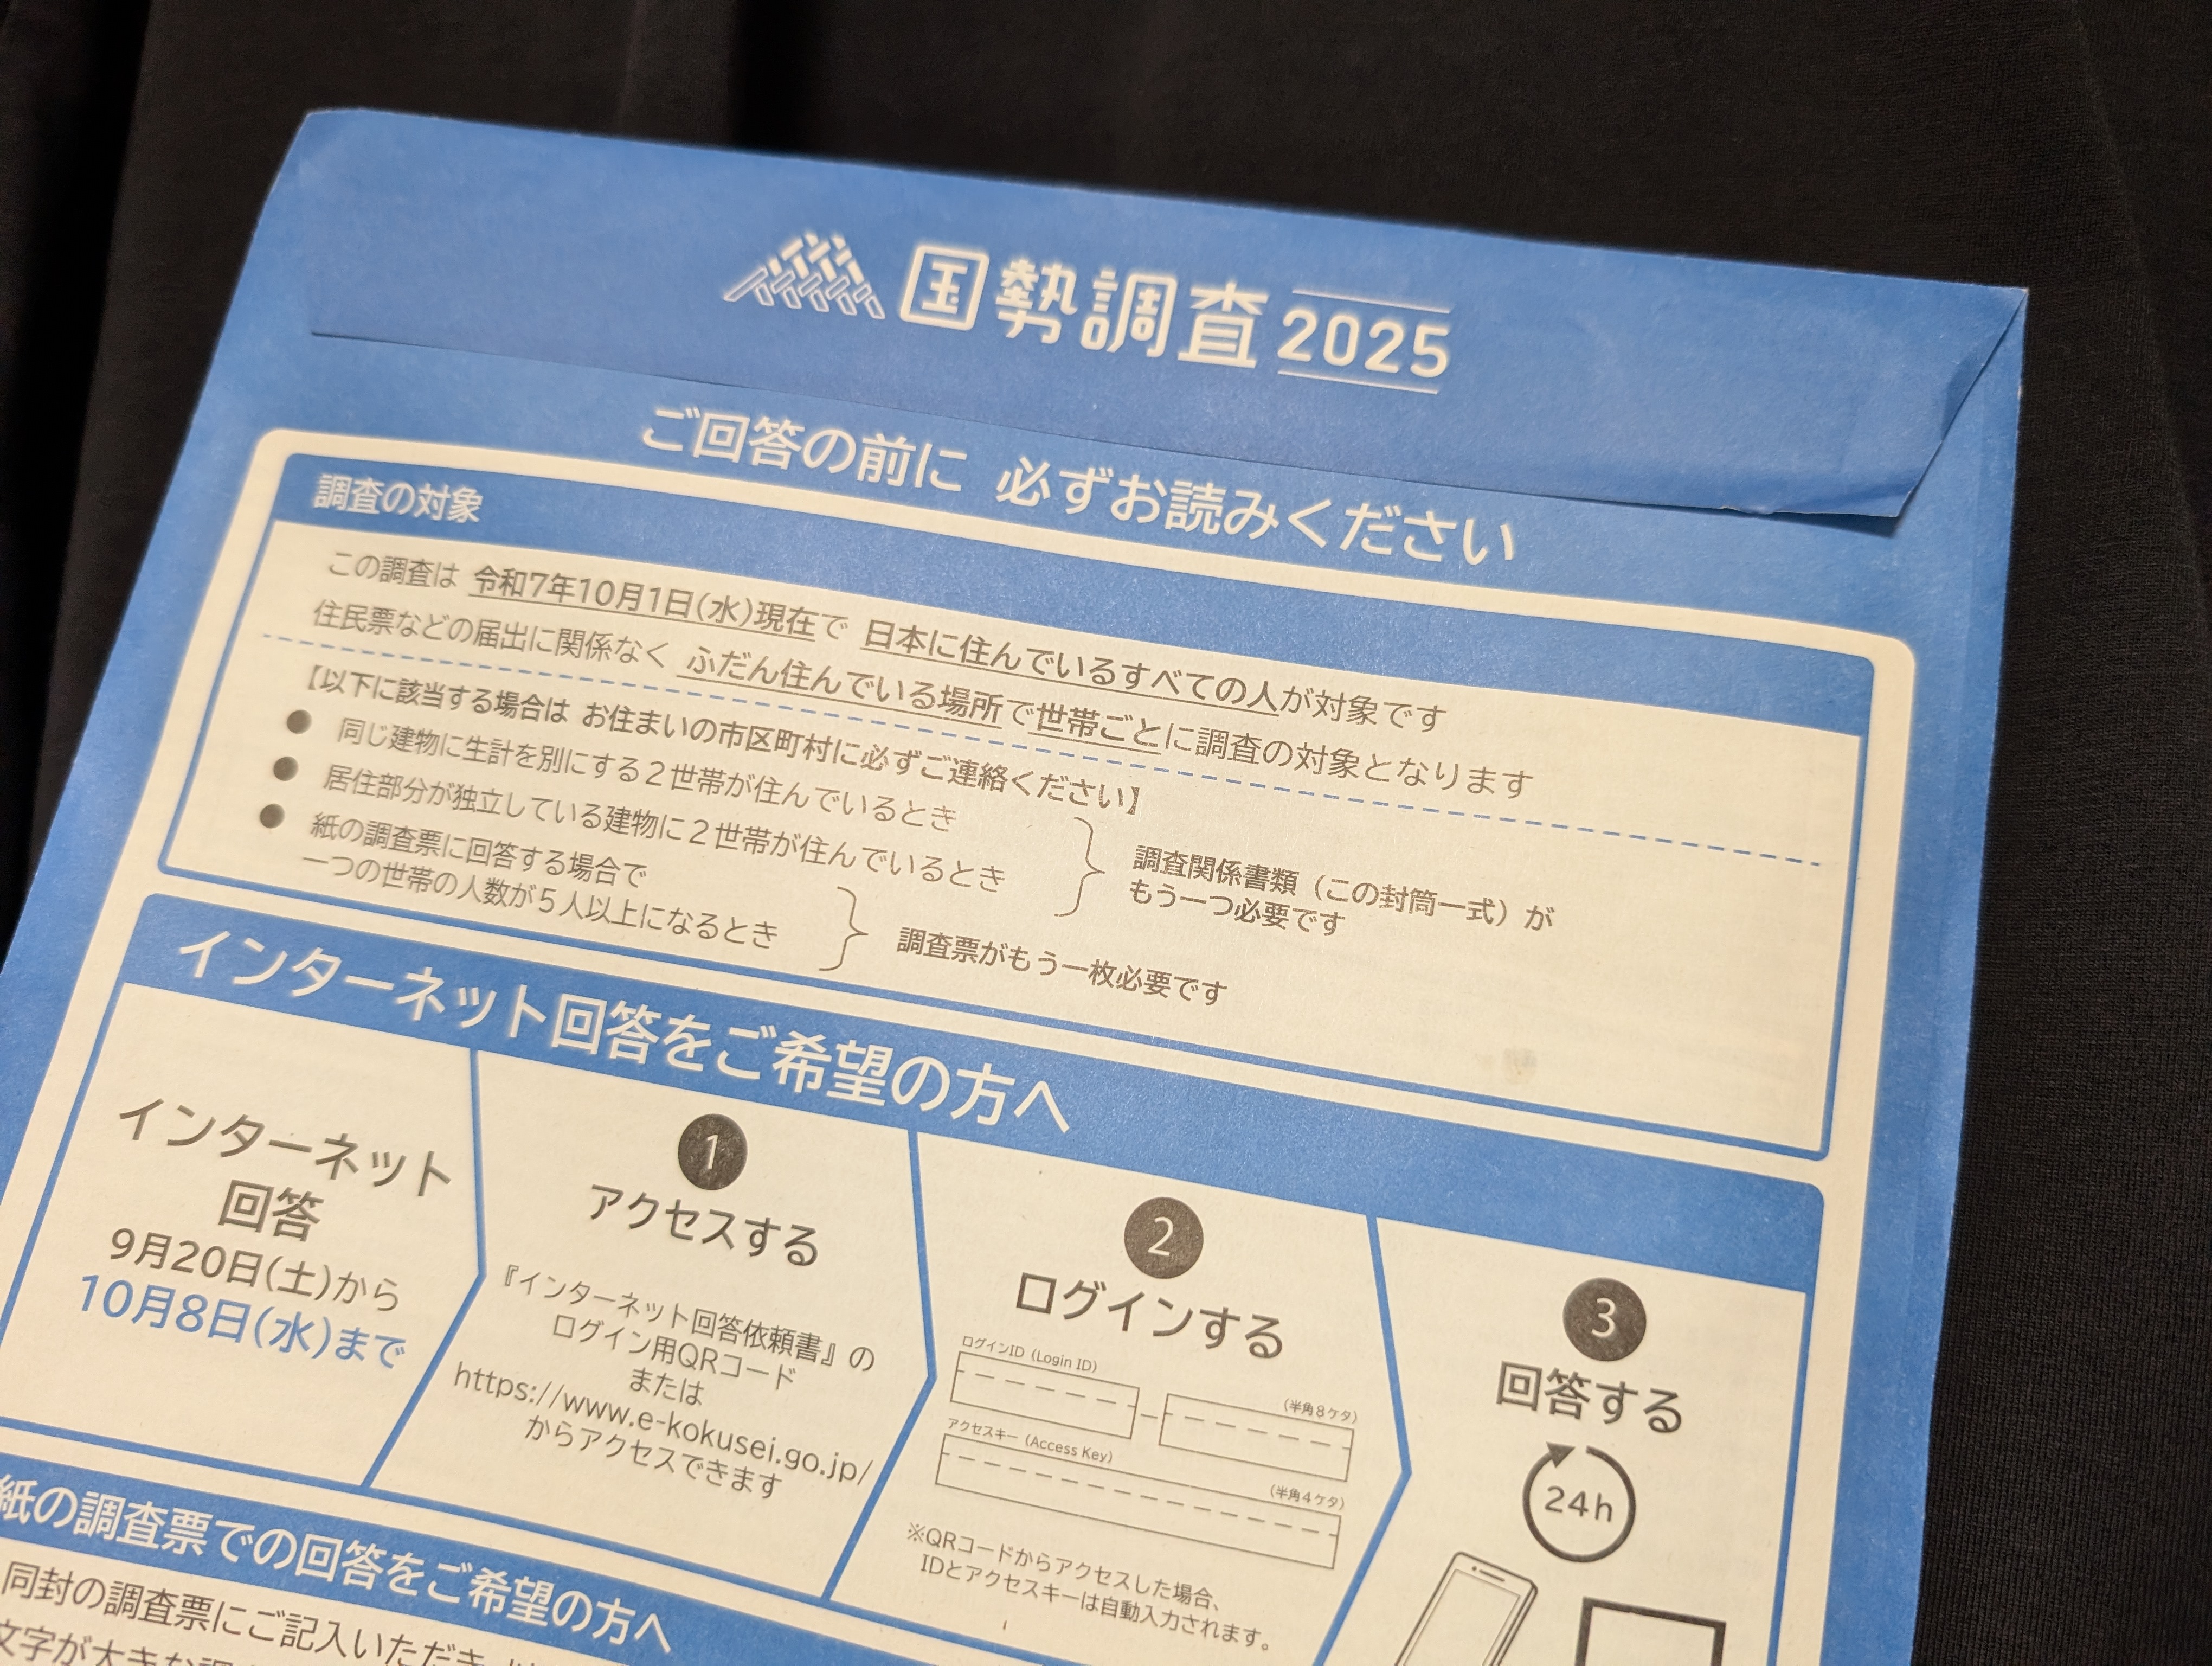 国勢調査2025
ご回答の前に 必ずお読みください
調査の対象
この調査は 令和7年10月1日(水)現在で 日本に住んでいるすべての人が対象です
住民票などの届出に関係なく ふだん住んでいる場所で世帯ごとに調査の対象となります
【以下に該当する場合は お住まいの市区町村に必ずご連絡ください】
● 同じ建物に生計を別にする2世帯が住んでいるとき
● 居住部分が独立している建物に2世帯が住んでいるとき
調査関係書類（この封筒一式）が
もう一つ必要です
● 紙の調査票に回答する場合で
一つの世帯の人数が5人以上になるとき
調査票がもう一枚必要です
インターネット回答をご希望の方へ
インターネット
回答
9月20日(土)から
10月8日(水)まで
1
アクセスする
『インターネット回答依頼書』の
ログイン用QRコード
または
https://www.e-kokusei.go.jp/
からアクセスできます
2
ログインする
ログインID（Login ID）
（半角8ケタ）
アクセスキー（Access Key）
（半角4ケタ）
※QRコードからアクセスした場合、
IDとアクセスキーは自動入力されます。
3
回答する
24h
紙の調査票での回答をご希望の方へ
同封の調査票にご記入いただき
文字が大きな調